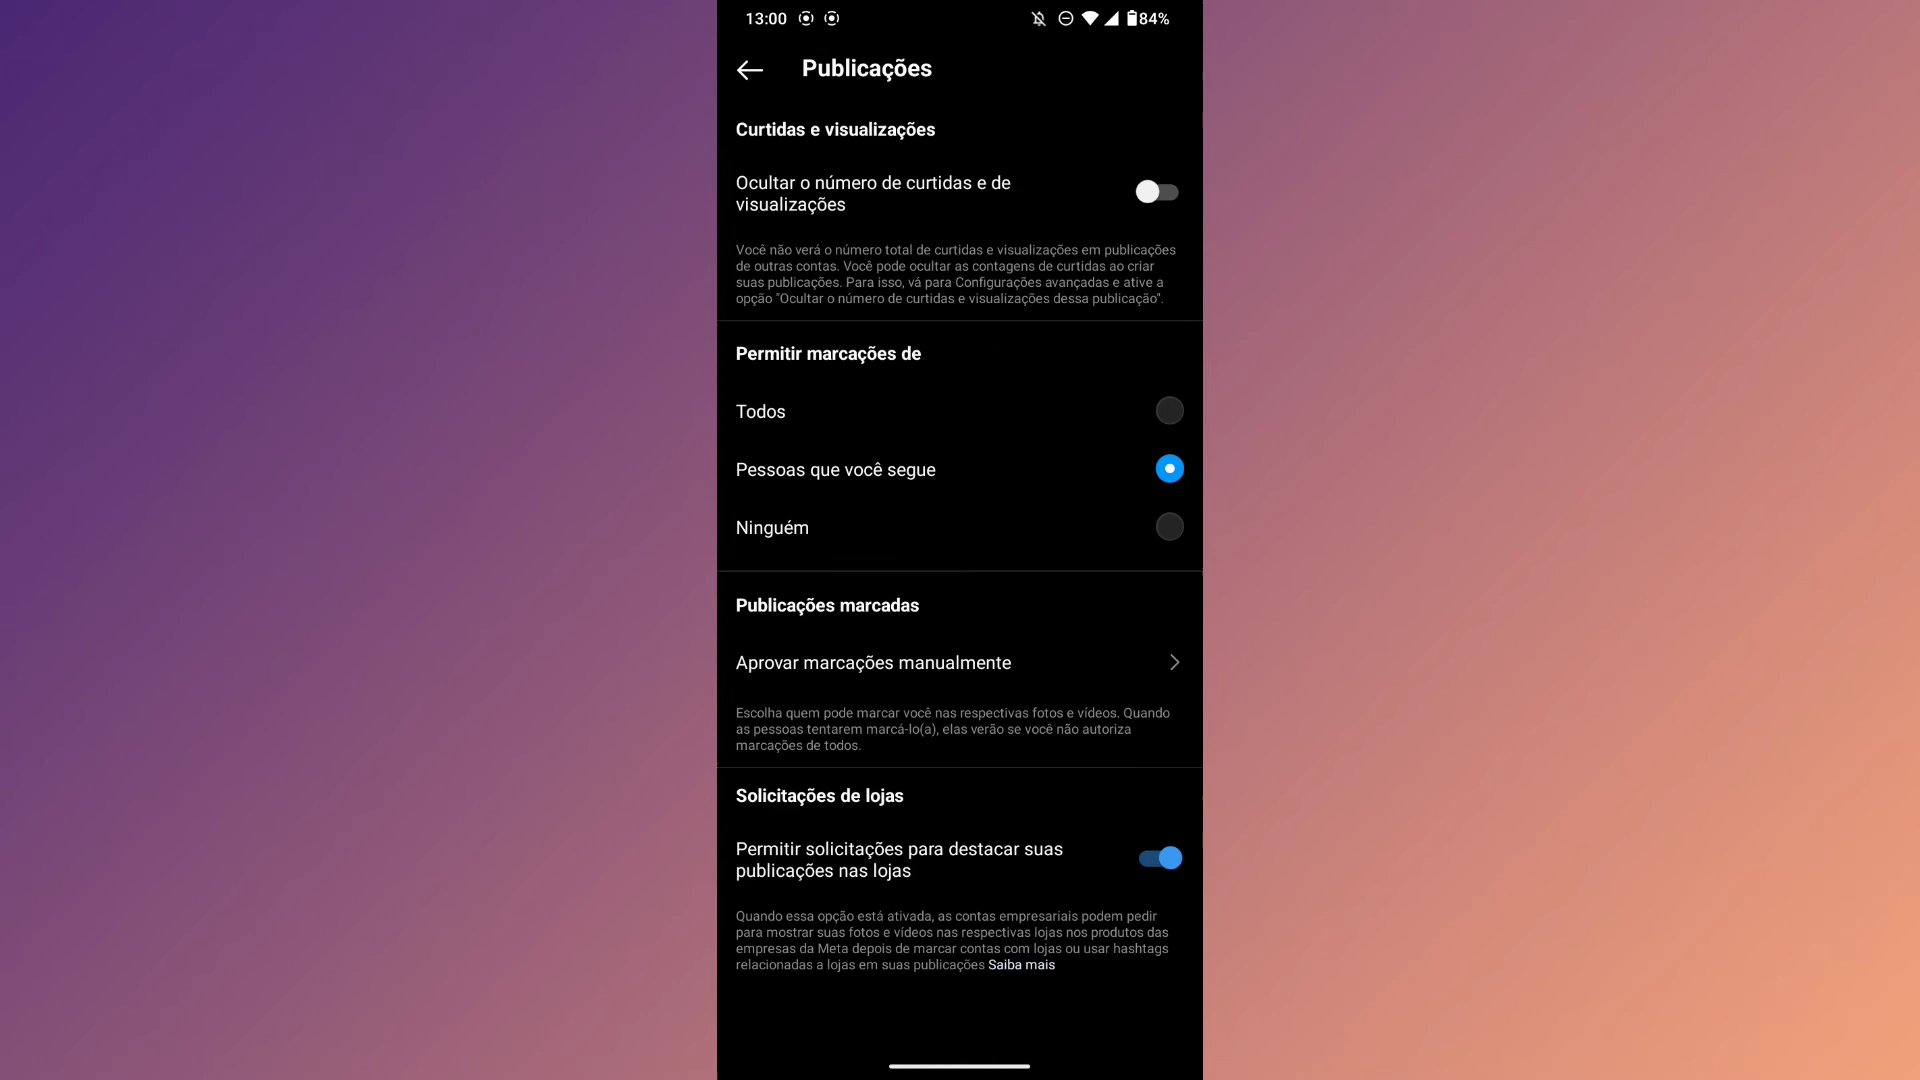 13:00
84%
Publicações
Curtidas e visualizações
Ocultar o número de curtidas e de
visualizações
Você não verá o número total de curtidas e visualizações em publicações
de outras contas. Você pode ocultar as contagens de curtidas ao criar
suas publicações. Para isso, vá para Configurações avançadas e ative a
opção "Ocultar o número de curtidas e visualizações dessa publicação".
Permitir marcações de
Todos
Pessoas que você segue
Ninguém
Publicações marcadas
Aprovar marcações manualmente
Escolha quem pode marcar você nas respectivas fotos e vídeos. Quando
as pessoas tentarem marcá-lo(a), elas verão se você não autoriza
marcações de todos.
Solicitações de lojas
Permitir solicitações para destacar suas
publicações nas lojas
Quando essa opção está ativada, as contas empresariais podem pedir
para mostrar suas fotos e vídeos nas respectivas lojas nos produtos das
empresas da Meta depois de marcar contas com lojas ou usar hashtags
relacionadas a lojas em suas publicações Saiba mais